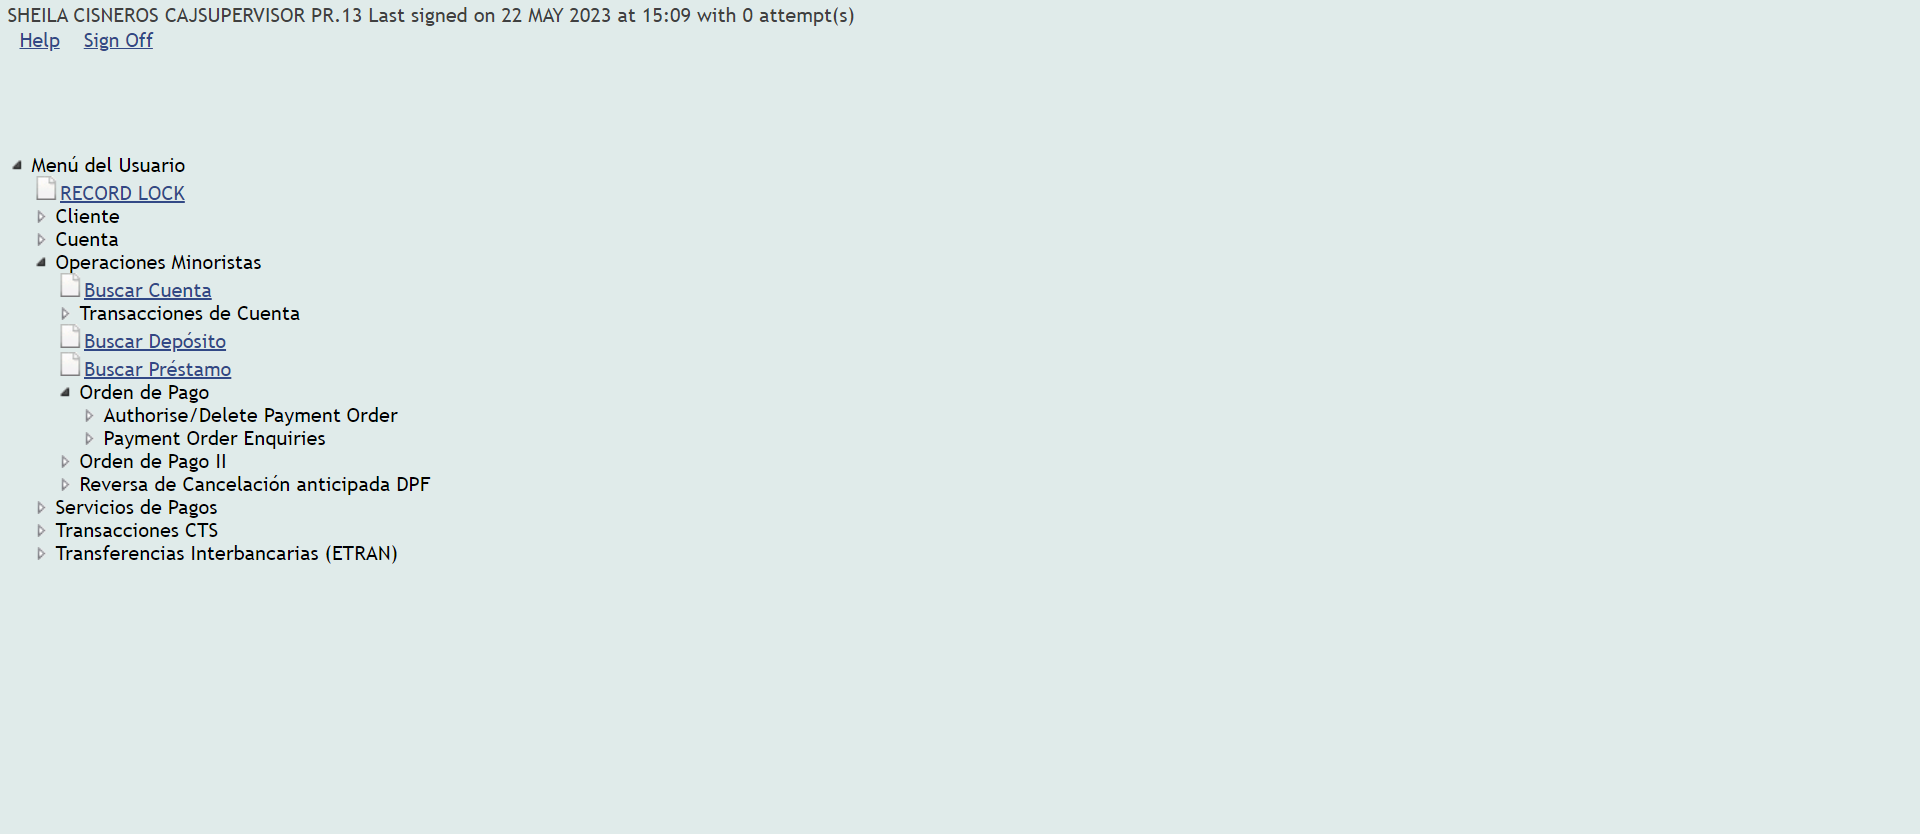 SHEILA CISNEROS CAJSUPERVISOR PR.13 Last signed on 22 MAY 2023 at 15:09 with 0 attempt(s)
Help Sign Off
Menú del Usuario
RECORD LOCK
Cliente
Cuenta
Operaciones Minoristas
Buscar Cuenta
Transacciones de Cuenta
Buscar Depósito
Buscar Préstamo
Orden de Pago
Authorise/Delete Payment Order
Payment Order Enquiries
Orden de Pago II
Reversa de Cancelación anticipada DPF
Servicios de Pagos
Transacciones CTS
Transferencias Interbancarias (ETRAN)